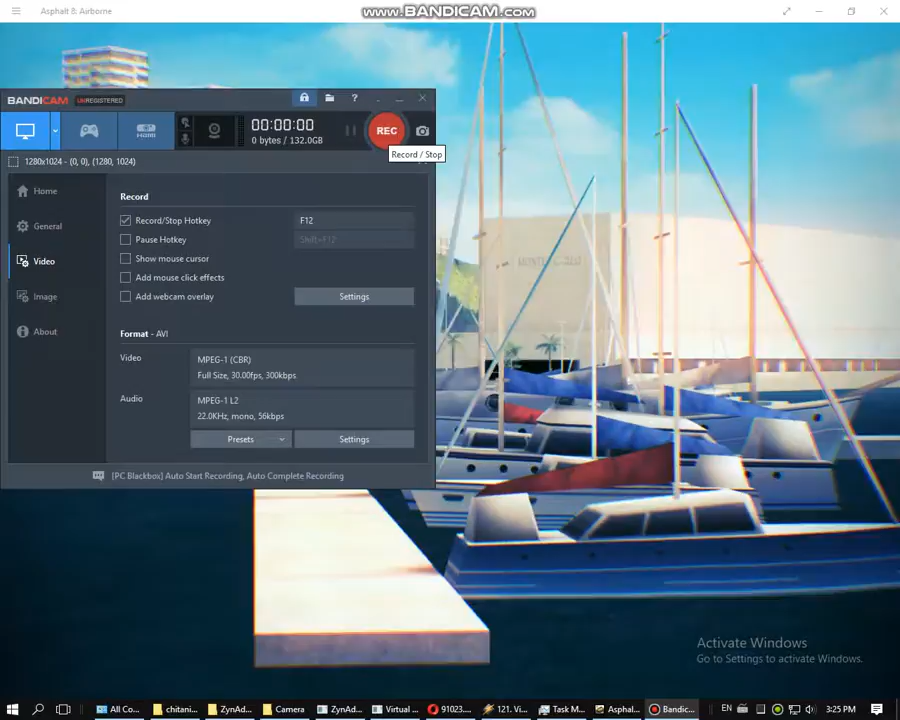 Asphalt & Airborne
www.BANDICAM.com
BANDICAM UNREGISTERED
00:00:00
0 bytes / 132.0GB
REC
Record / Stop
1280x1024 - (0, 0), (1280, 1024)
Home
General
Video
Image
About
Record
Record/Stop Hotkey
F12
Pause Hotkey
Shift+F12
Show mouse cursor
Add mouse click effects
Add webcam overlay
Settings
Format - AVI
Video
MPEG-1 (CBR)
Full Size, 30.00fps, 300kbps
Audio
MPEG-1 L2
22.0KHz, mono, 56kbps
Presets
Settings
[PC Blackbox] Auto Start Recording, Auto Complete Recording
Activate Windows
Go to Settings to activate Windows.
All Co...
chitani...
ZynAd...
Camera
ZynAd...
Virtual ...
91023...
121. Vi...
Task M...
Asphal...
Bandic...
EN
3:25 PM